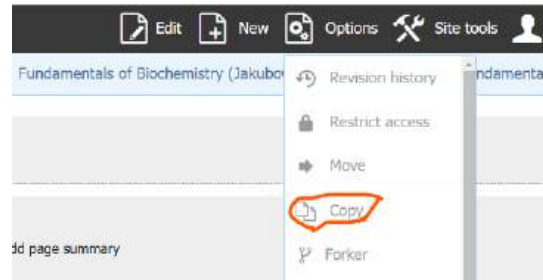 Edit New Options Site tools
Fundamentals of Biochemistry (Jakubo
ndamenta
Revision history
Restrict access
Move
Copy
dd page summary
Forker